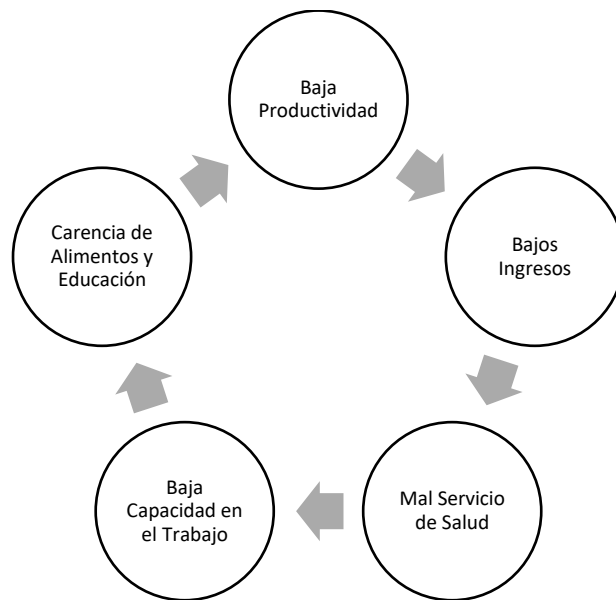 Baja
Productividad
Bajos
Ingresos
Mal Servicio
de Salud
Baja
Capacidad en
el Trabajo
Carencia de
Alimentos y
Educación